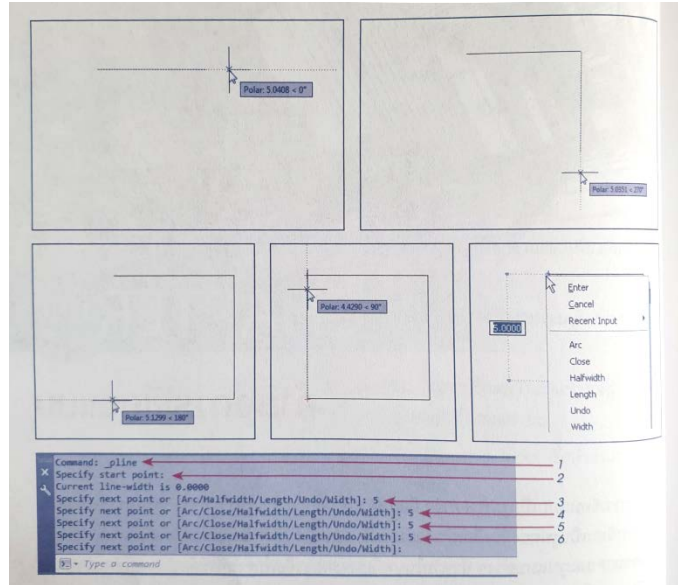 Polar: 5.0408 < 0°
Polar: 5.1299 < 180°
Polar: 4.4290 < 90°
5.0000
Enter
Cancel
Recent Input
Arc
Close
Halfwidth
Length
Undo
Width
Command: _pline
Specify start point:
Current line-width is 0.0000
Specify next point or [Arc/Halfwidth/Length/Undo/Width]: 5
Specify next point or [Arc/Close/Halfwidth/Length/Undo/Width]: 5
Specify next point or [Arc/Close/Halfwidth/Length/Undo/Width]: 5
Specify next point or [Arc/Close/Halfwidth/Length/Undo/Width]: 5
Specify next point or [Arc/Close/Halfwidth/Length/Undo/Width]:
Type a command
1
2
3
4
5
6